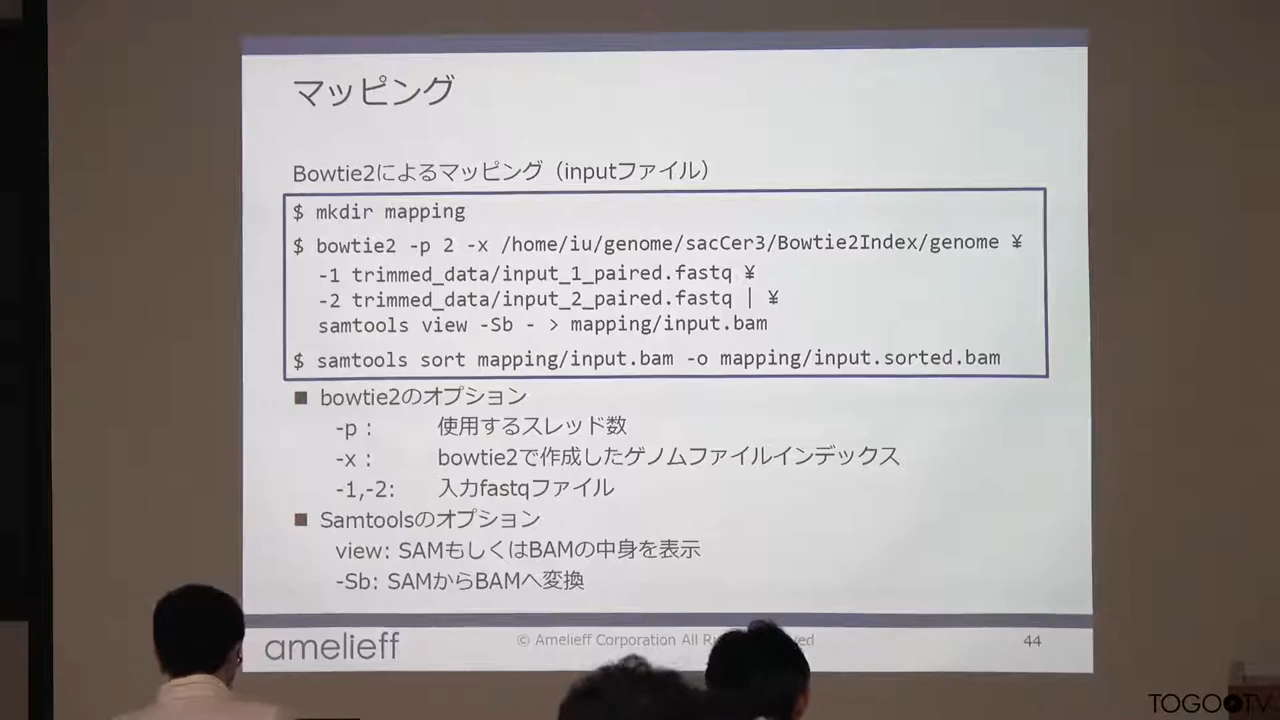 マッピング
Bowtie2によるマッピング（inputファイル）
$ mkdir mapping
$ bowtie2 -p 2 -x /home/iu/genome/sacCer3/Bowtie2Index/genome ¥
-1 trimmed_data/input_1_paired.fastq ¥
-2 trimmed_data/input_2_paired.fastq | ¥
samtools view -Sb - > mapping/input.bam
$ samtools sort mapping/input.bam -o mapping/input.sorted.bam
■ bowtie2のオプション
-p : 使用するスレッド数
-x : bowtie2で作成したゲノムファイルインデックス
-1,-2: 入力fastqファイル
■ Samtoolsのオプション
view: SAMもしくはBAMの中身を表示
-Sb: SAMからBAMへ変換
amelieff
© Amelieff Corporation All
44
TOGOTV